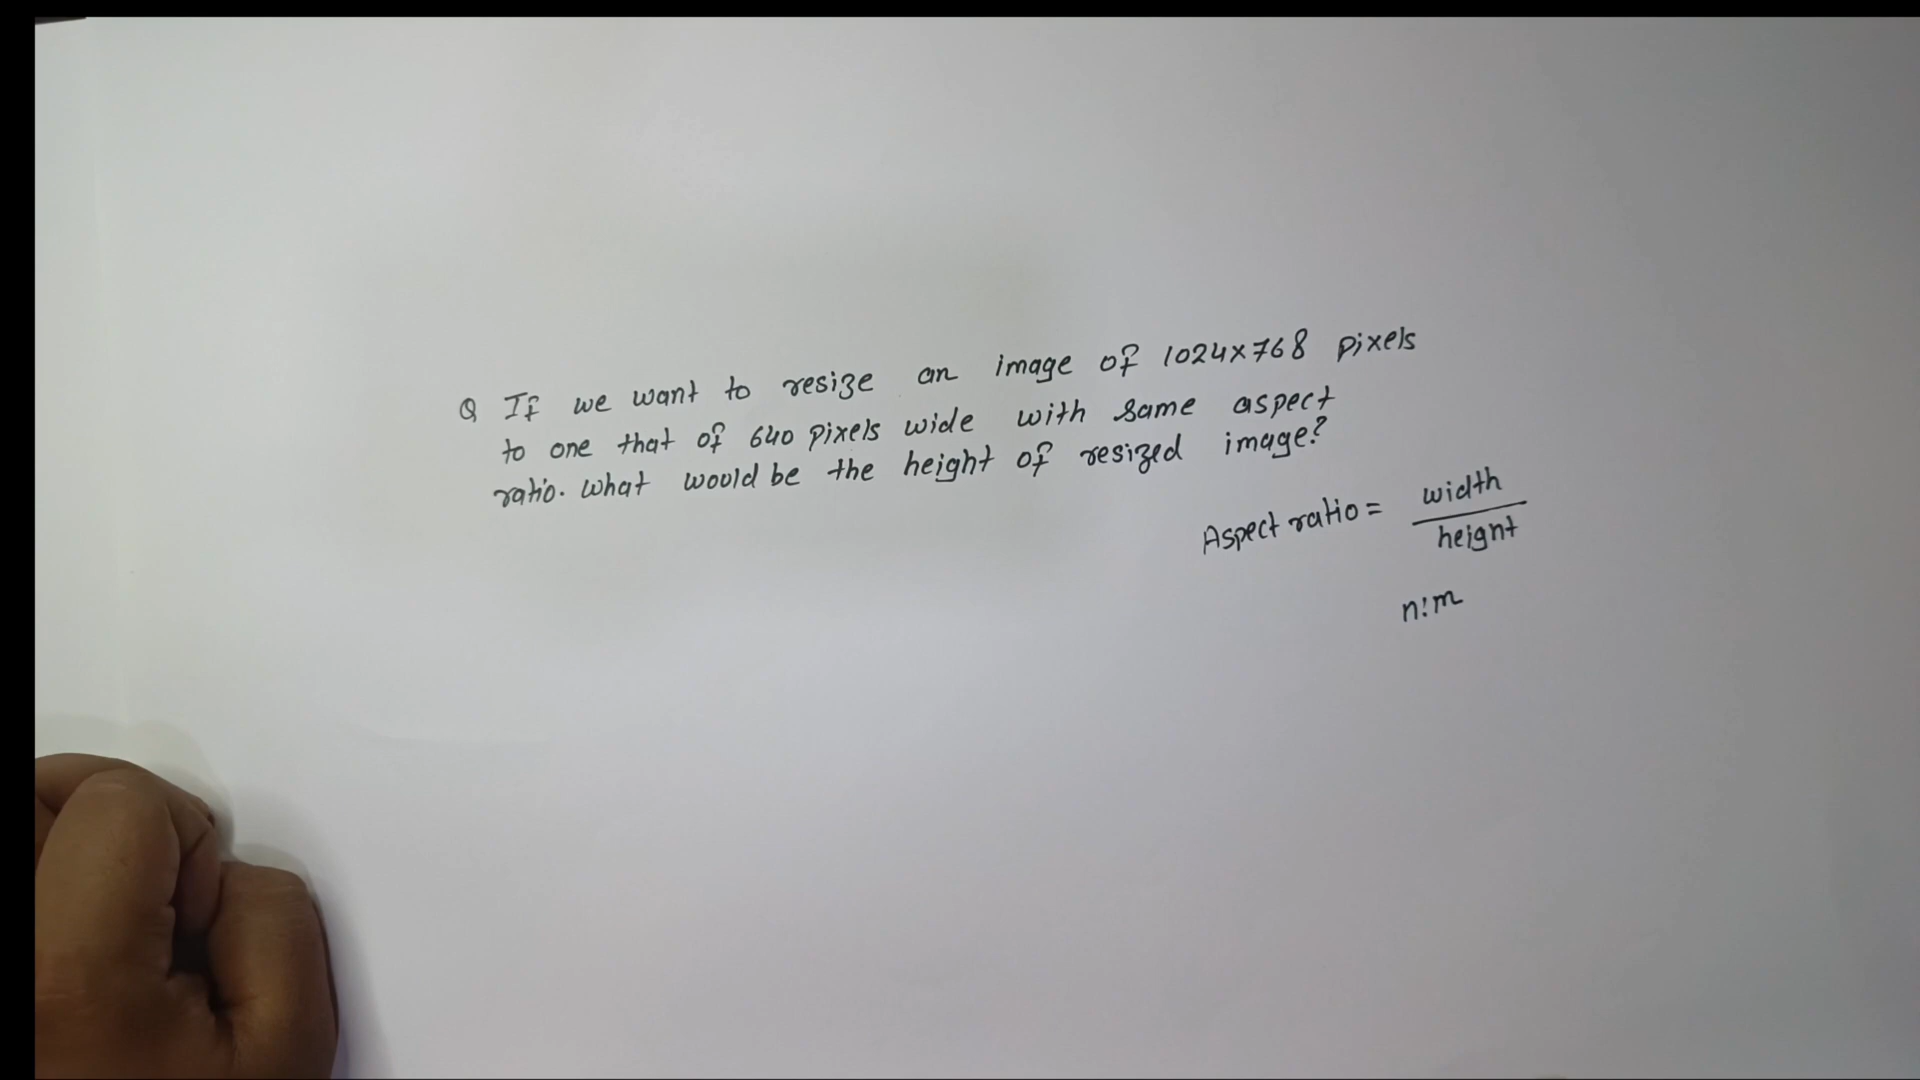 Q If we want to resize an image of 1024x768 pixels
to one that of 640 pixels wide with same aspect
ratio. What would be the height of resized image?
Aspect ratio = width
height
n:m